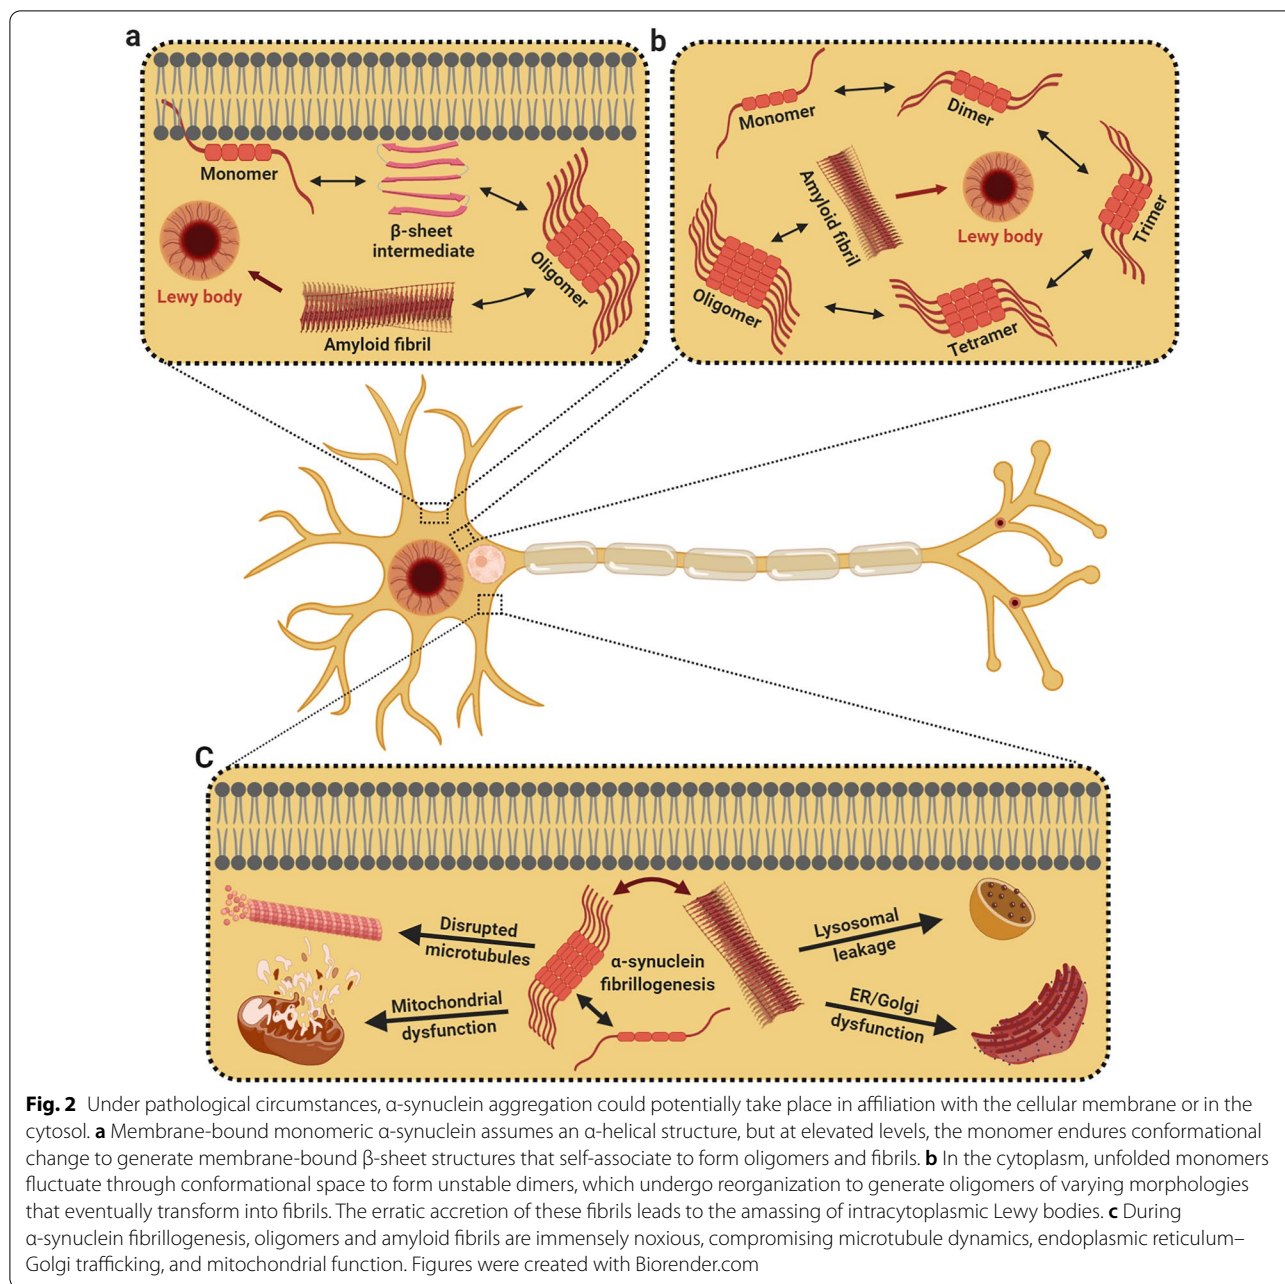 a
Monomer
β-sheet
intermediate
Oligomer
Lewy body
Amyloid fibril
b
Monomer
Dimer
Trimer
Amyloid fibril
Lewy body
Oligomer
Tetramer
C
Disrupted
microtubules
Mitochondrial
dysfunction
α-synuclein
fibrillogenesis
Lysosomal
leakage
ER/Golgi
dysfunction
Fig. 2 Under pathological circumstances, α-synuclein aggregation could potentially take place in affiliation with the cellular membrane or in the
cytosol. a Membrane-bound monomeric α-synuclein assumes an α-helical structure, but at elevated levels, the monomer endures conformational
change to generate membrane-bound β-sheet structures that self-associate to form oligomers and fibrils. b In the cytoplasm, unfolded monomers
fluctuate through conformational space to form unstable dimers, which undergo reorganization to generate oligomers of varying morphologies
that eventually transform into fibrils. The erratic accretion of these fibrils leads to the amassing of intracytoplasmic Lewy bodies. c During
α-synuclein fibrillogenesis, oligomers and amyloid fibrils are immensely noxious, compromising microtubule dynamics, endoplasmic reticulum–
Golgi trafficking, and mitochondrial function. Figures were created with Biorender.com